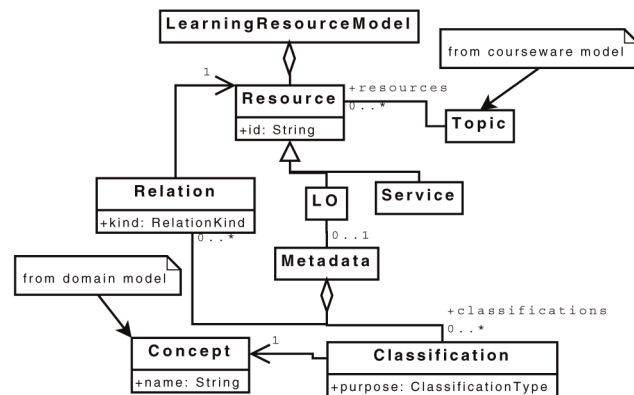 LearningResourceModel
from courseware model
1
+resources
Resource
0..*
Topic
+id: String
Relation
Service
LO
+kind: RelationKind
0..*
0..1
Metadata
from domain model
+classifications
0..*
1
Concept
Classification
+name: String
+purpose: ClassificationType